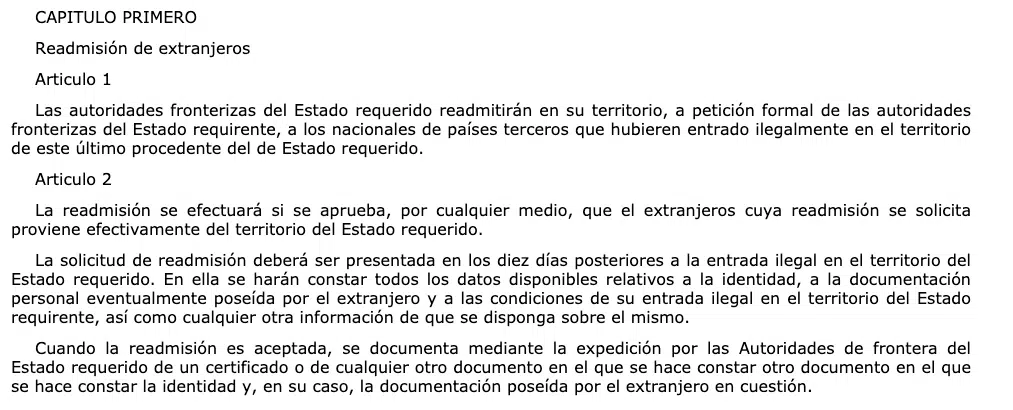 CAPITULO PRIMERO
Readmisión de extranjeros
Articulo 1
Las autoridades fronterizas del Estado requerido readmitirán en su territorio, a petición formal de las autoridades
fronterizas del Estado requirente, a los nacionales de países terceros que hubieren entrado ilegalmente en el territorio
de este último procedente del de Estado requerido.
Articulo 2
La readmisión se efectuará si se aprueba, por cualquier medio, que el extranjeros cuya readmisión se solicita
proviene efectivamente del territorio del Estado requerido.
La solicitud de readmisión deberá ser presentada en los diez días posteriores a la entrada ilegal en el territorio del
Estado requerido. En ella se harán constar todos los datos disponibles relativos a la identidad, a la documentación
personal eventualmente poseída por el extranjero y a las condiciones de su entrada ilegal en el territorio del Estado
requirente, así como cualquier otra información de que se disponga sobre el mismo.
Cuando la readmisión es aceptada, se documenta mediante la expedición por las Autoridades de frontera del
Estado requerido de un certificado o de cualquier otro documento en el que se hace constar otro documento en el que
se hace constar la identidad y, en su caso, la documentación poseída por el extranjero en cuestión.